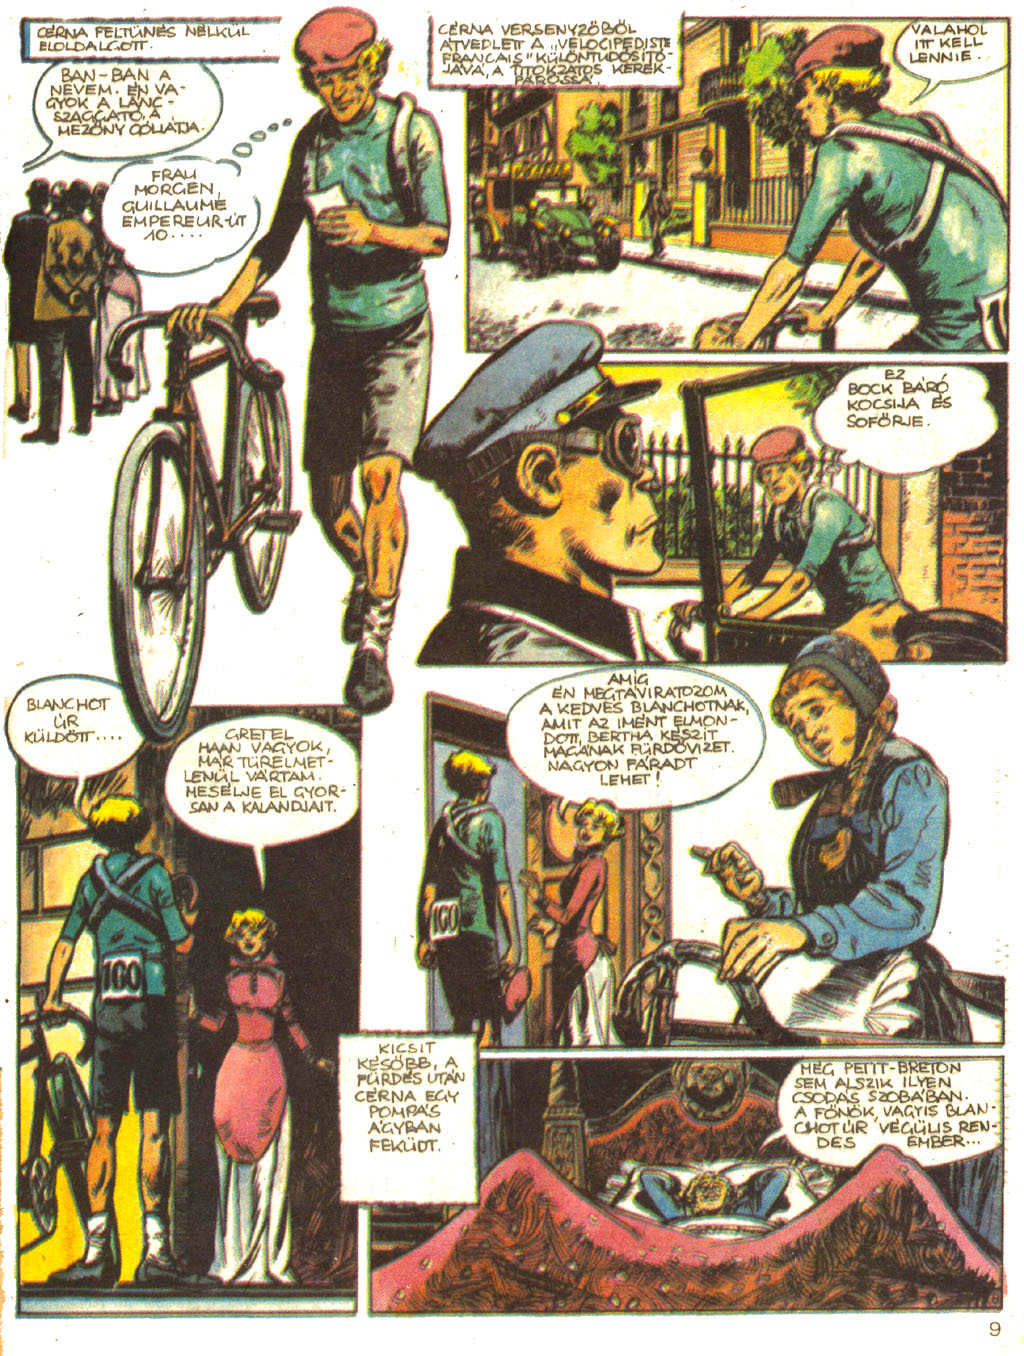 CÉRNA FELTŰNÉS NÉLKÜL
ELOLDALGOTT.
BAN-BAN A
NEVEM. ÉN VA-
GYOK A LÁNC-
SZAGGATÓ, A
MEZŐNY GÓLIÁTJA.
FRAU
MORGEN,
GUILLAUME
EMPEREUR-ÚT
10....
CÉRNA VERSENYZŐBŐL
ÁTVEDLETT A „VÉLOCIPÉDISTE
FRANCAIS" KÜLÖNTUDÓSÍTÓ-
JÁVÁ, A TITOKZATOS KEREK-
PÁROSSÁ.
VALAHOL
ITT KELL
LENNIE..
EZ
BOCK BÁRÓ
KOCSIJA ÉS
SOFŐRJE.
BLANCHOT
ÚR
KÜLDÖTT....
GRETEL
HAAN VAGYOK,
MÁR TÜRELMET-
LENÜL VÁRTAM.
MESÉLJE EL GYOR-
SAN A KALANDJAIT.
160
AMÍG
ÉN MEGTÁVIRATOZOM
A KEDVES BLANCHOTNAK,
AMIT AZ IMÉNT ELMON-
DOTT, BERTHA KÉSZÍT
MAGÁNAK FÜRDŐVIZET.
NAGYON FÁRADT
LEHET!
160
KICSIT
KÉSŐBB, A
FÜRDÉS UTÁN
CÉRNA EGY
POMPÁS
ÁGYBAN
FEKÜDT.
MÉG PETIT-BRETON
SEM ALSZIK ILYEN
CSODÁS SZOBÁBAN.
A FŐNÖK, VAGYIS BLAN-
CHOT ÚR VÉGÜLIS REN-
DES EMBER...
9